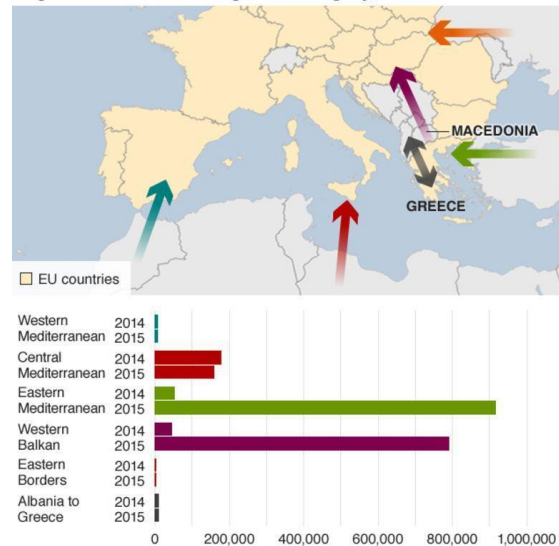 MACEDONIA
GREECE
EU countries
Western 2014
Mediterranean 2015
Central 2014
Mediterranean 2015
Eastern 2014
Mediterranean 2015
Western 2014
Balkan 2015
Eastern 2014
Borders 2015
Albania to 2014
Greece 2015
0 200,000 400,000 600,000 800,000 1,000,000